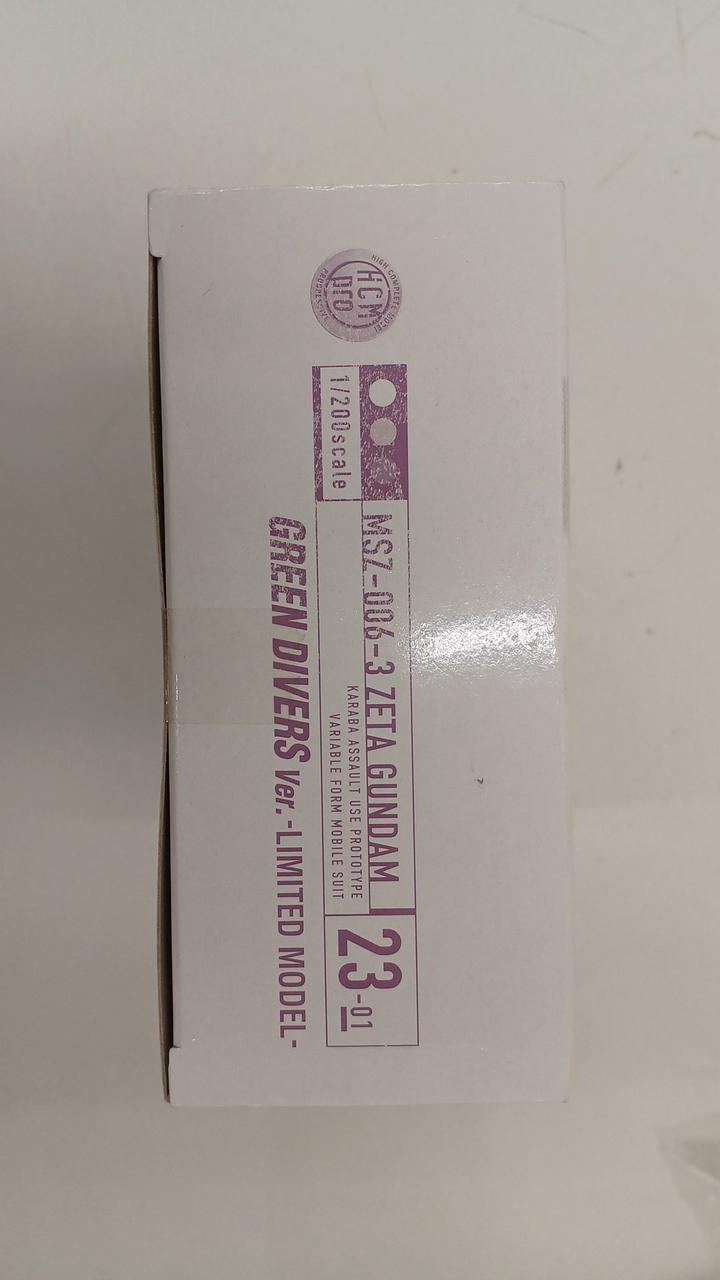 HIGH COMPLETE MODEL
HCM
pro
PROGRESSIVE
1/200scale
MSZ-006-3 ZETA GUNDAM
KARABA ASSAULT USE PROTOTYPE
VARIABLE FORM MOBILE SUIT
23-01
GREEN DIVERS Ver. -LIMITED MODEL-